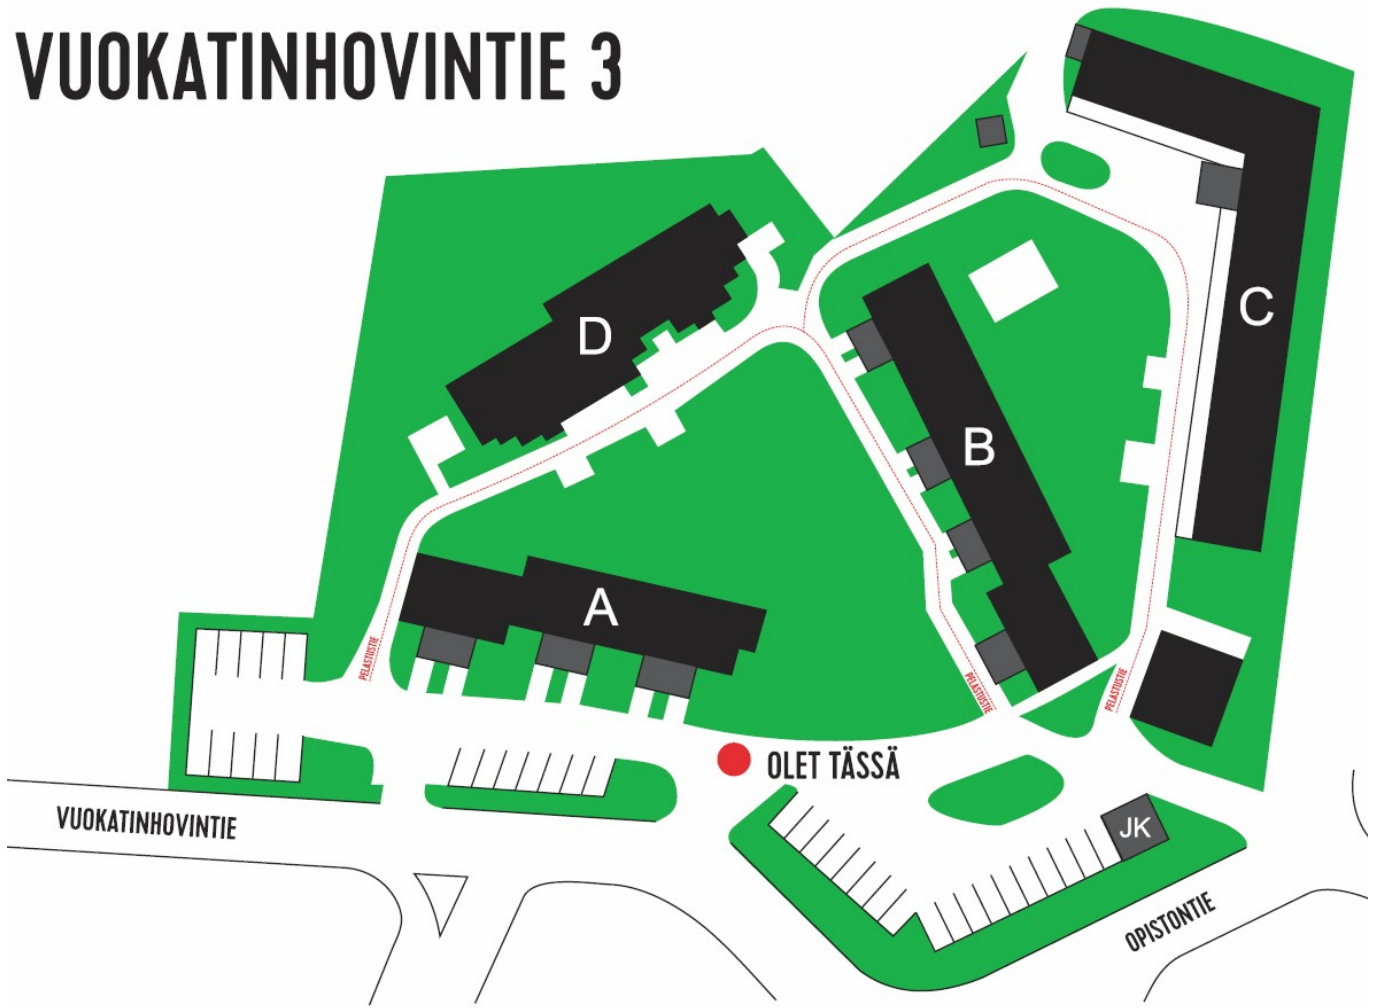 VUOKATINHOVINTIE 3
C
D
B
A
PELASTUSTIE
PELASTUSTIE
PELASTUSTIE
OLET TÄSSÄ
VUOKATINHOVINTIE
JK
OPISTONTIE